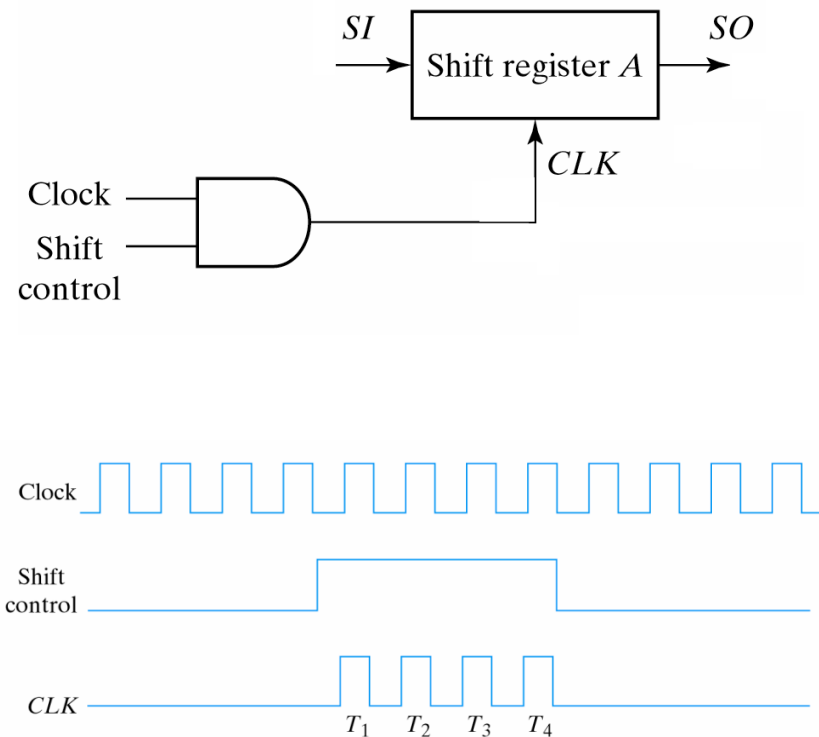 SI
Shift register A
SO
CLK
Clock
Shift
control
Clock
Shift
control
CLK
T1 T2 T3 T4